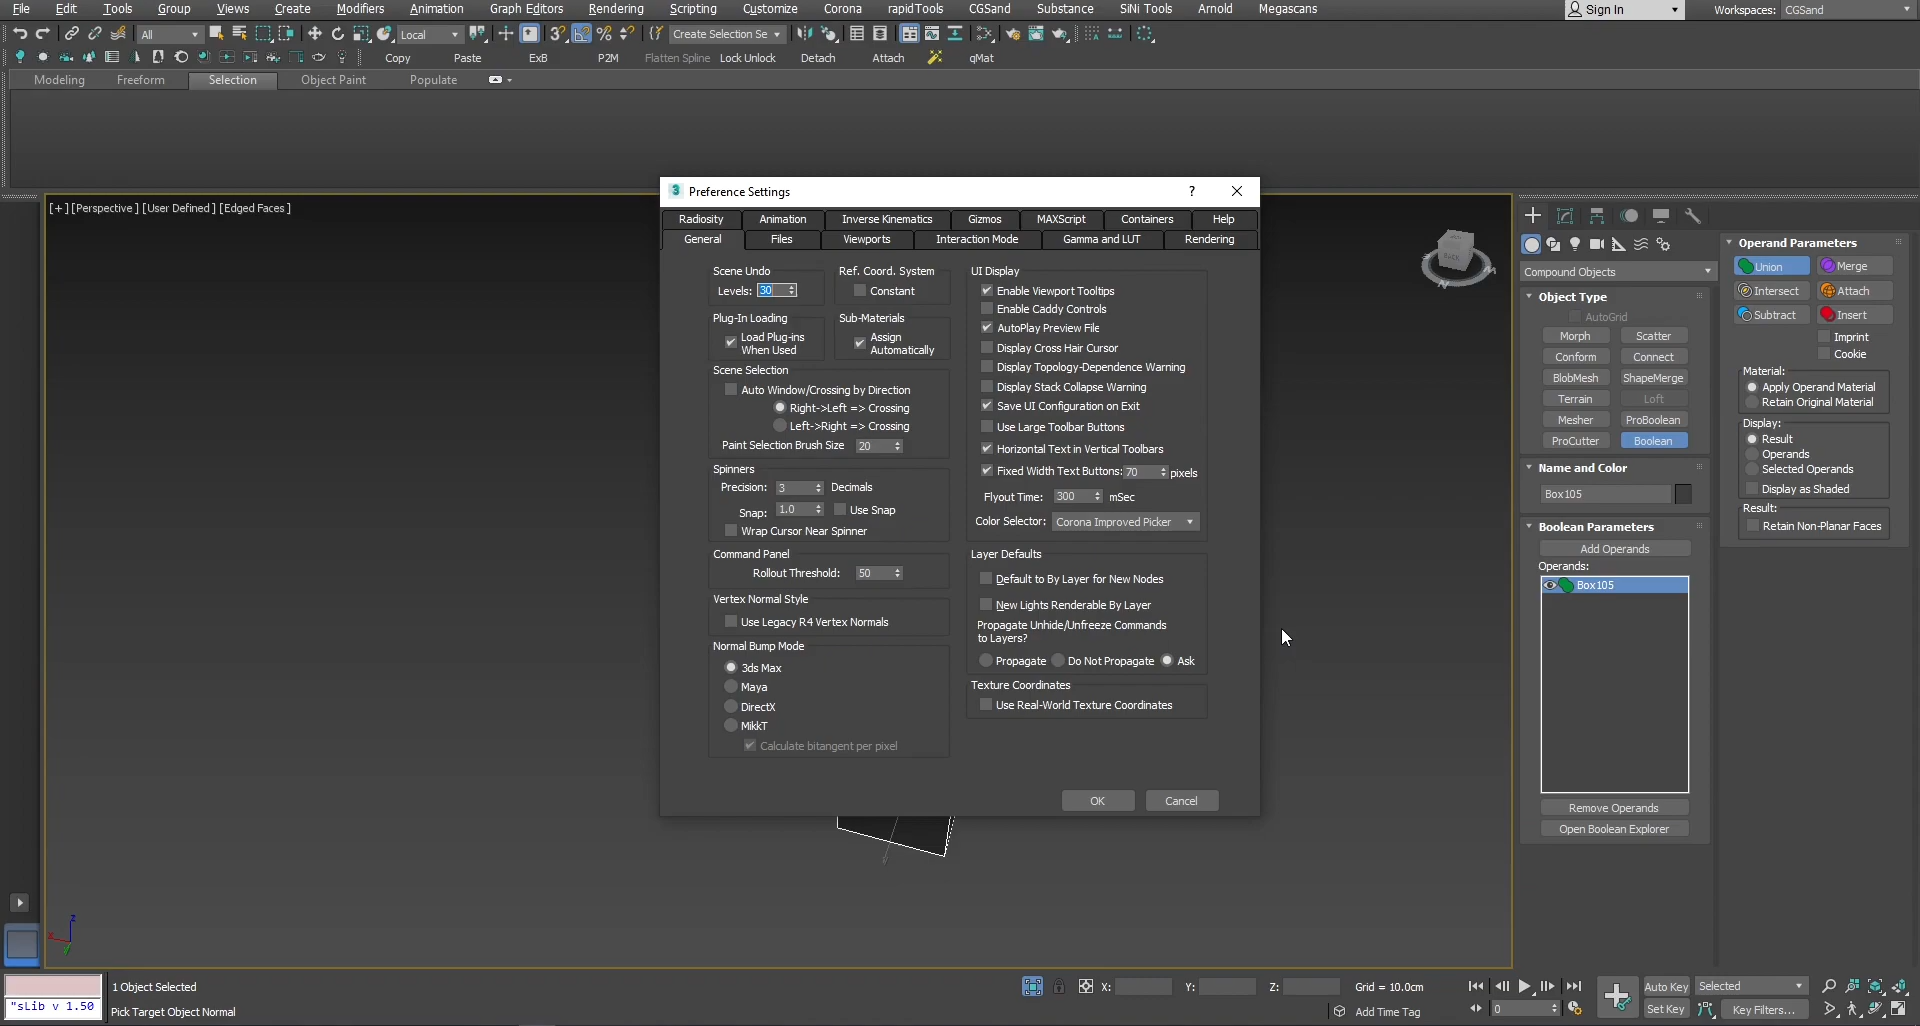 File Edit Tools Group Views Create Modifiers Animation Graph Editors Rendering Scripting Customize Corona rapidTools CGSand Substance SiNi Tools Arnold Megascans Sign In Workspaces: CGSand
All Local Create Selection Se
Copy Paste ExB P2M Flatten Spline Lock Unlock Detach Attach qMat
Modeling Freeform Selection Object Paint Populate
[+] [Perspective] [User Defined] [Edged Faces]
Preference Settings ?
Radiosity Animation Inverse Kinematics Gizmos MAXScript Containers Help
General Files Viewports Interaction Mode Gamma and LUT Rendering
Scene Undo
Levels: 30
Ref. Coord. System
Constant
Plug-In Loading
Load Plug-ins
When Used
Sub-Materials
Assign
Automatically
Scene Selection
Auto Window/Crossing by Direction
Right->Left => Crossing
Left->Right => Crossing
Paint Selection Brush Size 20
Spinners
Precision: 3 Decimals
Snap: 1.0 Use Snap
Wrap Cursor Near Spinner
Command Panel
Rollout Threshold: 50
Vertex Normal Style
Use Legacy R4 Vertex Normals
Normal Bump Mode
3ds Max
Maya
DirectX
MikkT
Calculate bitangent per pixel
UI Display
Enable Viewport Tooltips
Enable Caddy Controls
AutoPlay Preview File
Display Cross Hair Cursor
Display Topology-Dependence Warning
Display Stack Collapse Warning
Save UI Configuration on Exit
Use Large Toolbar Buttons
Horizontal Text in Vertical Toolbars
Fixed Width Text Buttons: 70 pixels
Flyout Time: 300 mSec
Color Selector: Corona Improved Picker
Layer Defaults
Default to By Layer for New Nodes
New Lights Renderable By Layer
Propagate Unhide/Unfreeze Commands
to Layers?
Propagate Do Not Propagate Ask
Texture Coordinates
Use Real-World Texture Coordinates
OK Cancel
Compound Objects
Object Type
AutoGrid
Morph Scatter
Conform Connect
BlobMesh ShapeMerge
Terrain Loft
Mesher ProBoolean
ProCutter Boolean
Name and Color
Box105
Boolean Parameters
Add Operands
Operands:
Box105
Remove Operands
Open Boolean Explorer
Operand Parameters
Union Merge
Intersect Attach
Subtract Insert
Imprint
Cookie
Material:
Apply Operand Material
Retain Original Material
Display:
Result
Operands
Selected Operands
Display as Shaded
Result:
Retain Non-Planar Faces
z
x
y
"sLib v 1.50
1 Object Selected
Pick Target Object Normal
X: Y: Z: Grid = 10.0cm
Add Time Tag
0
Auto Key Selected
Set Key Key Filters...